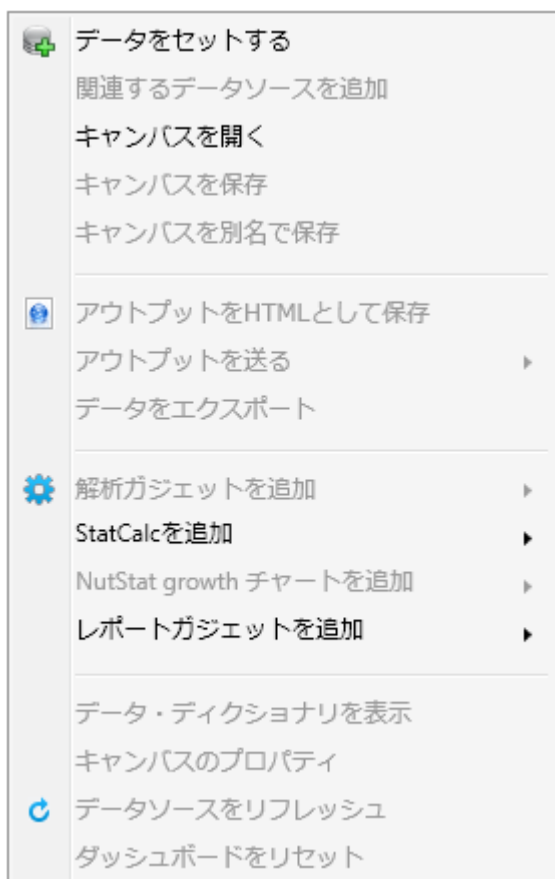 データをセットする
関連するデータソースを追加
キャンバスを開く
キャンバスを保存
キャンバスを別名で保存
アウトプットをHTMLとして保存
アウトプットを送る
データをエクスポート
解析ガジェットを追加
StatCalcを追加
NutStat growth チャートを追加
レポートガジェットを追加
データ・ディクショナリを表示
キャンバスのプロパティ
データソースをリフレッシュ
ダッシュボードをリセット